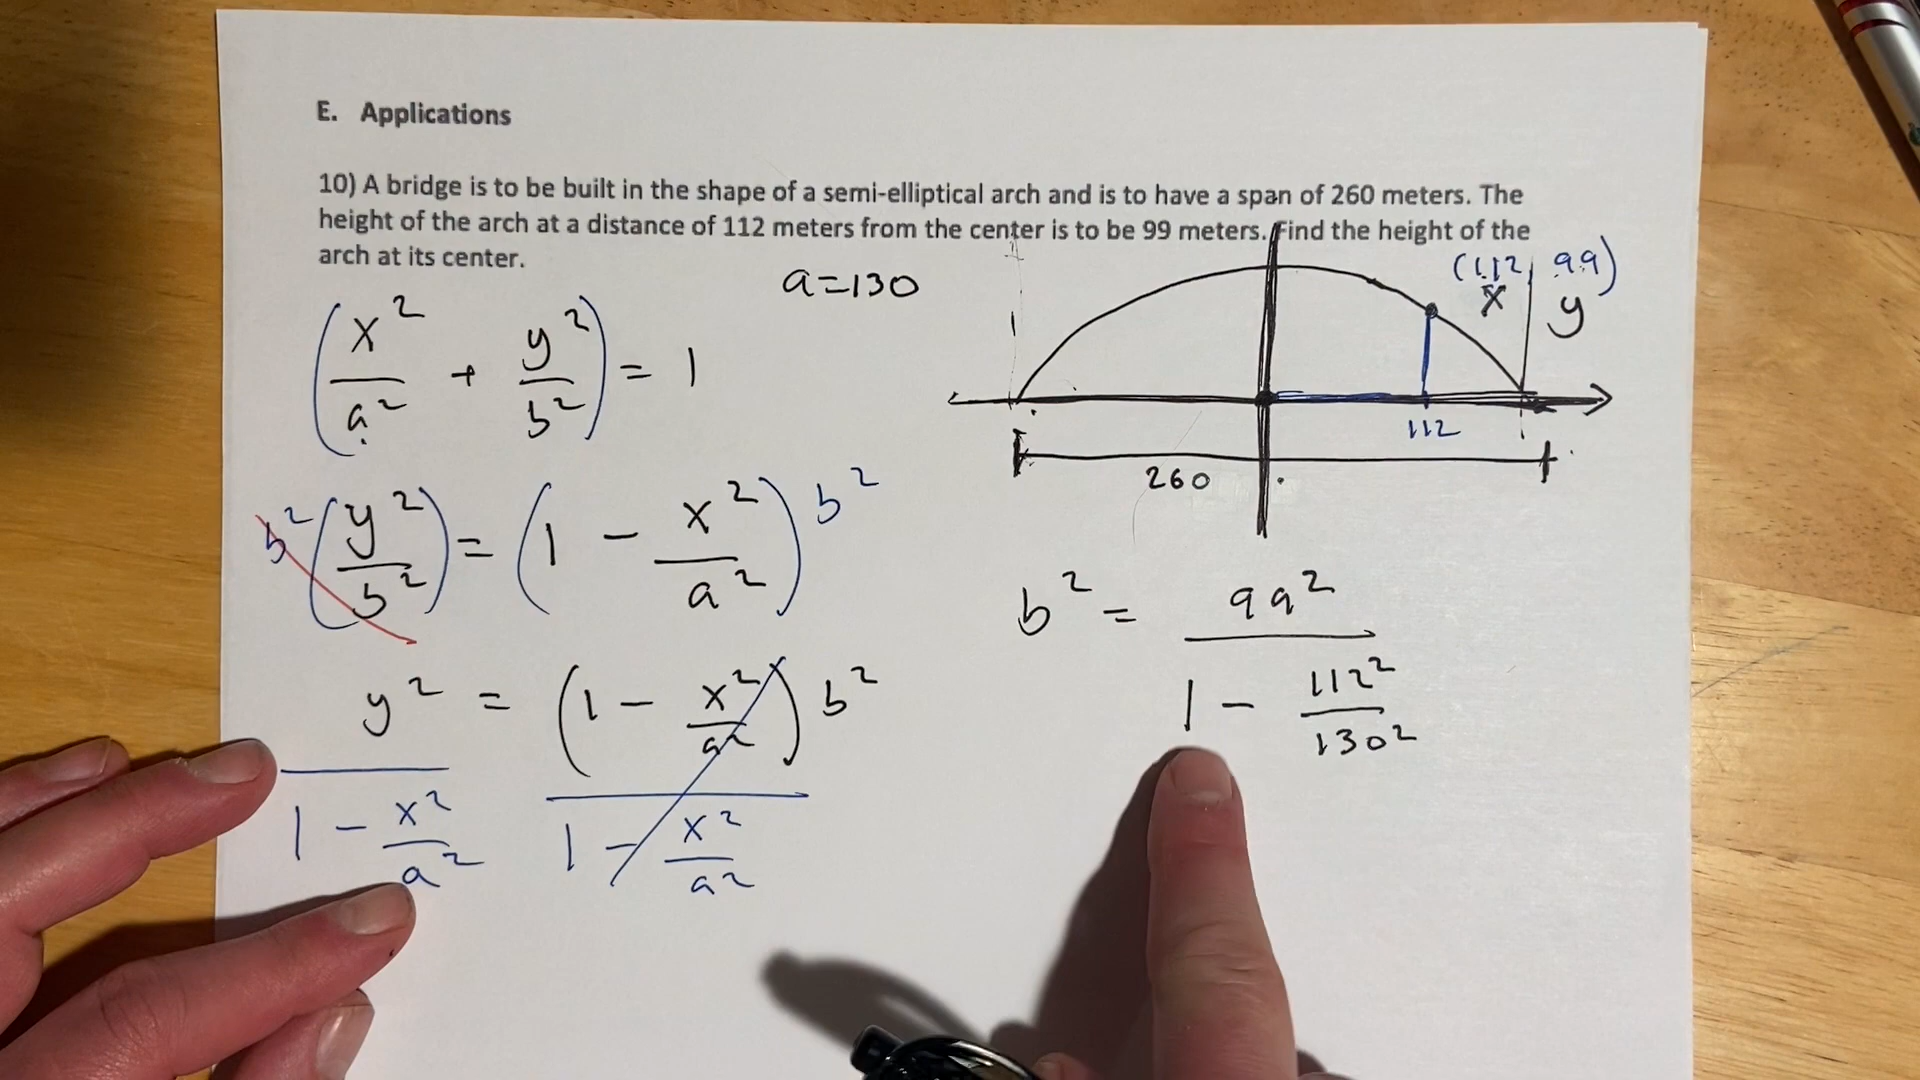 E. Applications
10) A bridge is to be built in the shape of a semi-elliptical arch and is to have a span of 260 meters. The
height of the arch at a distance of 112 meters from the center is to be 99 meters. Find the height of the
arch at its center.
a=130
(112, 99)
x y
x²/a² + y²/b² = 1
112
260
b²(y²/b²) = (1 - x²/a²) b²
b² = 99² / (1 - 112²/130²)
y² / (1 - x²/a²) = (1 - x²/a²) b² / (1 - x²/a²)